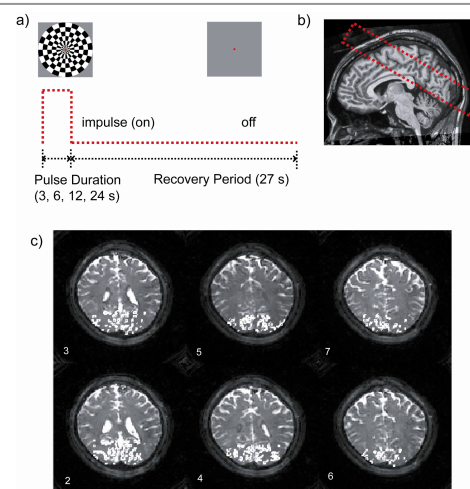 a)
b)
impulse (on)
off
Pulse Duration
(3, 6, 12, 24 s)
Recovery Period (27 s)
c)
3
5
7
2
4
6